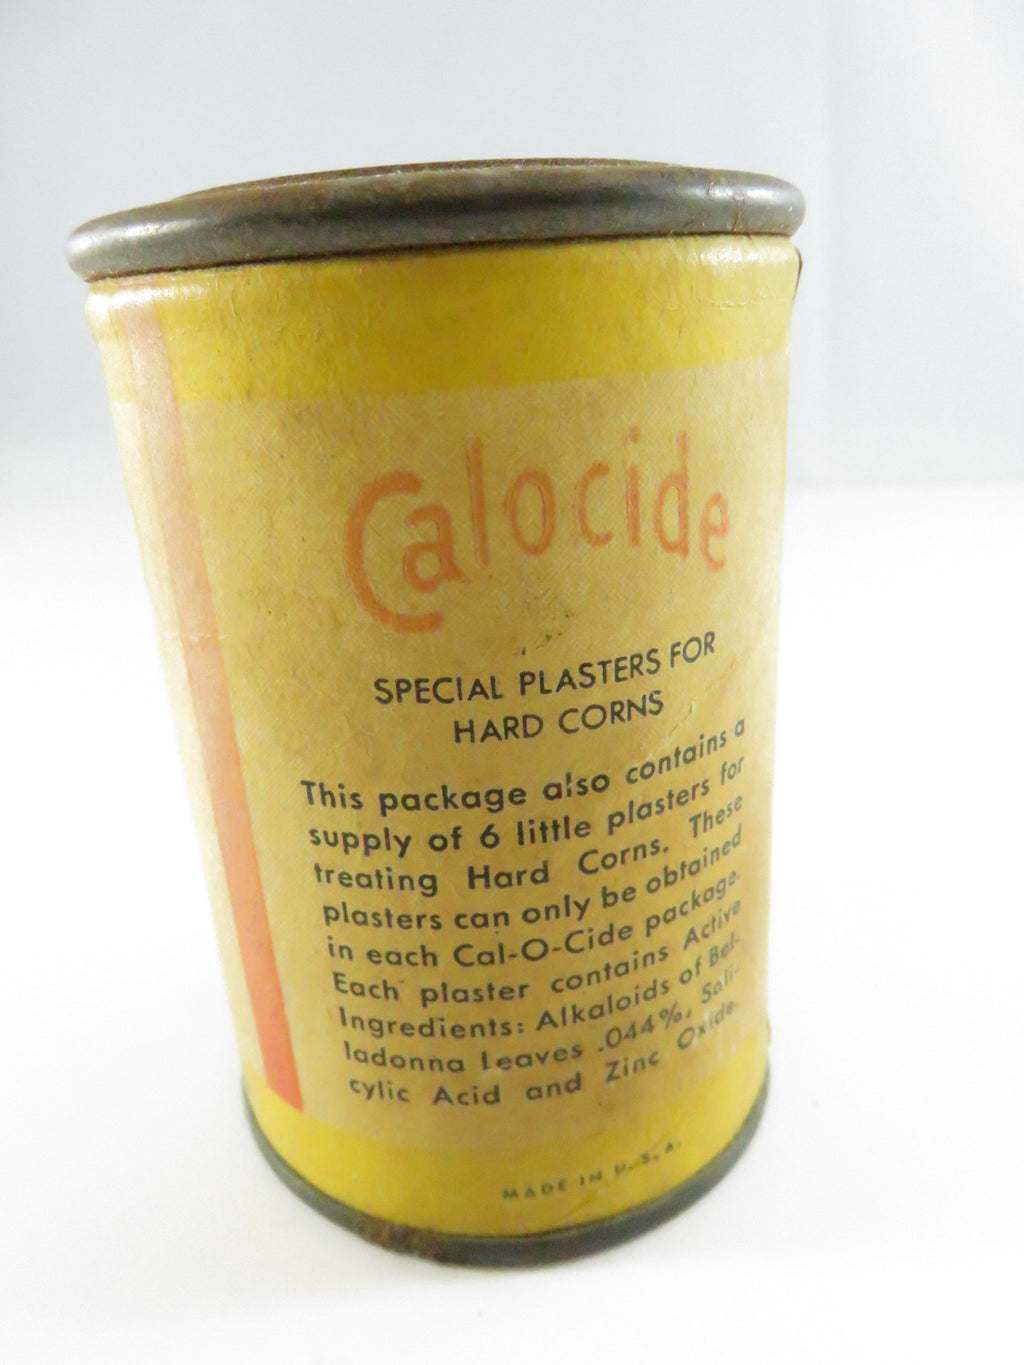 Calocide
SPECIAL PLASTERS FOR
HARD CORNS
This package also contains a
supply of 6 little plasters for
treating Hard Corns. These
plasters can only be obtained
in each Cal-O-Cide package.
Each plaster contains Active
Ingredients: Alkaloids of Bel-
ladonna Leaves .044%, Sali-
cylic Acid and Zinc Oxide.
MADE IN U.S.A.